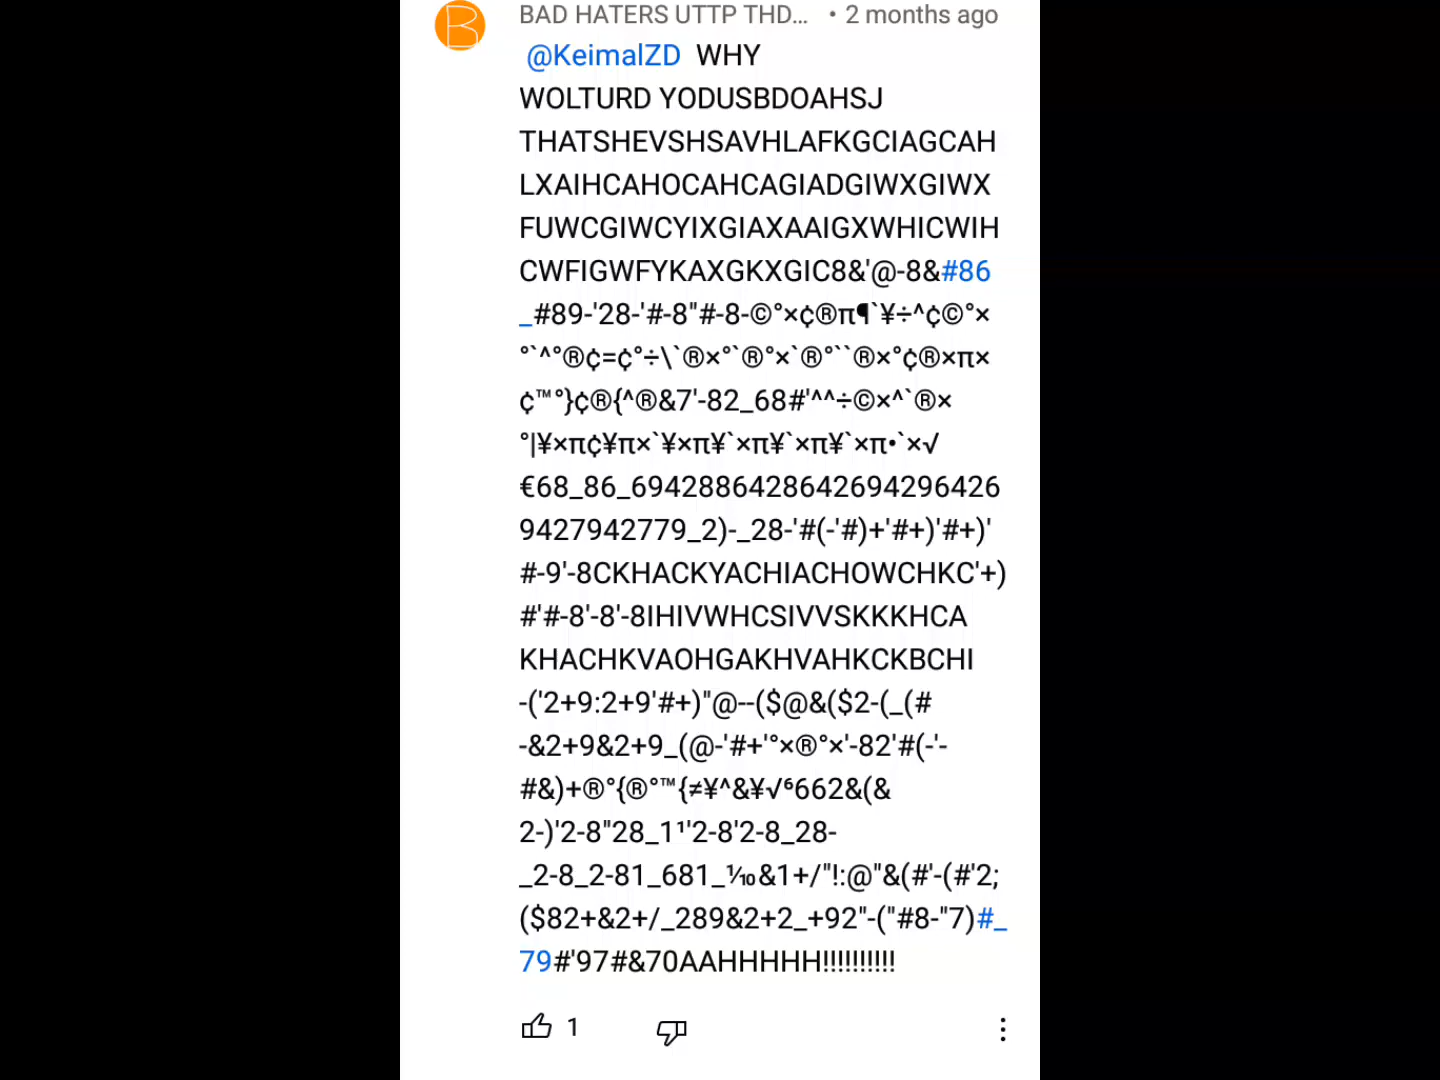 BAD HATERS UTTP THD... • 2 months ago
@KeimalZD WHY
WOLTURD YODUSBDOAHSJ
THATSHEVSHSAVHLAFKGCIAGCAH
LXAIHCAHOCAHCAGIADGIWXGIWX
FUWCGIWCYIXGIAXAAIGXWHICWIH
CWFIGWFYKAXGKXGIC8&'@-8&#86
_#89-'28-'#-8"#-8-©°×¢®π¶`¥÷^¢©°×
°`^°®¢=¢°÷\`®×°`®°×`®°``®×°¢®×π×
¢™°}¢®{^®&7'-82_68#'^^÷©×^`®×
°|¥×π¢¥π×`¥×π¥`×π¥`×π¥`×π•`×√
€68_86_6942886428642694296426
9427942779_2)-_28-'#(-'#)+'#+)'#+)'
#-9'-8CKHACKYACHIACHOWCHKC'+)
#'#-8'-8'-8IHIVWHCSIVVSKKKHCA
KHACHKVAOHGAKHVAHKCKBCHI
-('2+9:2+9'#+)"@--($@&($2-(_(#
-&2+9&2+9_(@-'#+'°×®°×'-82'#(-'-
#&)+®°{®°™{≠¥^&¥√⁶662&(&
2-)'2-8"28_1¹'2-8'2-8_28-
_2-8_2-81_681_⅒&1+/"!:@"&(#'-(#'2;
($82+&2+/_289&2+2_+92"-("#8-"7)#_
79#'97#&70AAHHHHH!!!!!!!!!!
1